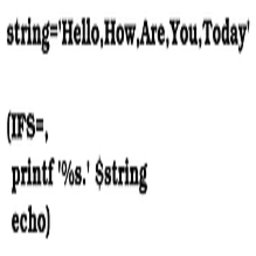 string='Hello,How,Are,You,Today'
(IFS=,
printf '%s.' $string
echo)